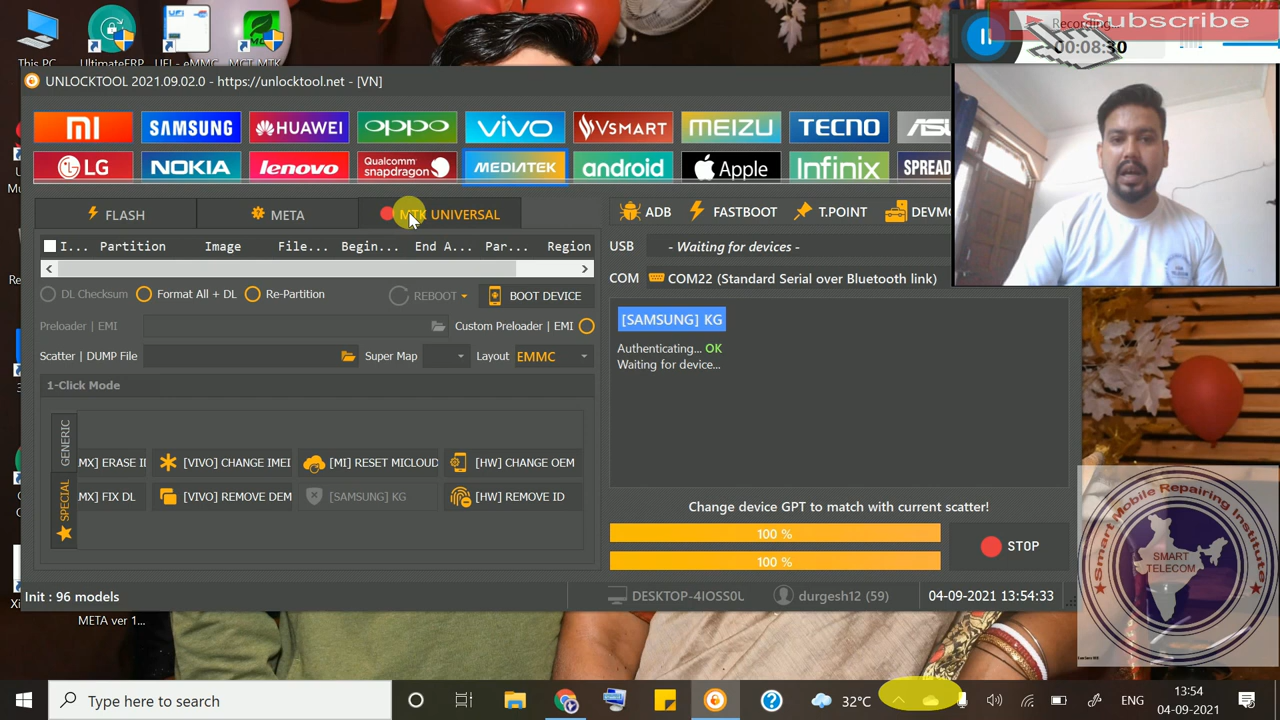 Subscribe
Recording...
00:08:30
This PC
UltimateFRP
UFI - eMMC
MCT MTK
UNLOCKTOOL 2021.09.02.0 - https://unlocktool.net - [VN]
MI
SAMSUNG
HUAWEI
OPPO
VIVO
VSMART
MEIZU
TECNO
LG
NOKIA
lenovo
Qualcomm snapdragon
MEDIATEK
android
Apple
Infinix
SPREAD
FLASH
META
MTK UNIVERSAL
ADB
FASTBOOT
T.POINT
DEVM
I... Partition Image File... Begin... End A... Par... Region
USB - Waiting for devices -
COM COM22 (Standard Serial over Bluetooth link)
DL Checksum Format All + DL Re-Partition REBOOT BOOT DEVICE
Preloader | EMI Custom Preloader | EMI
Scatter | DUMP File Super Map Layout EMMC
1-Click Mode
GENERIC
SPECIAL
MX] ERASE II [VIVO] CHANGE IMEI [MI] RESET MICLOUD [HW] CHANGE OEM
MX] FIX DL [VIVO] REMOVE DEM [SAMSUNG] KG [HW] REMOVE ID
[SAMSUNG] KG
Authenticating... OK
Waiting for device...
Change device GPT to match with current scatter!
100 %
100 %
STOP
Init : 96 models
DESKTOP-4IOSS0L
durgesh12 (59)
04-09-2021 13:54:33
META ver 1...
Smart Mobile Repairing Institute
SMART
TELECOM
Type here to search
32°C
ENG
13:54
04-09-2021